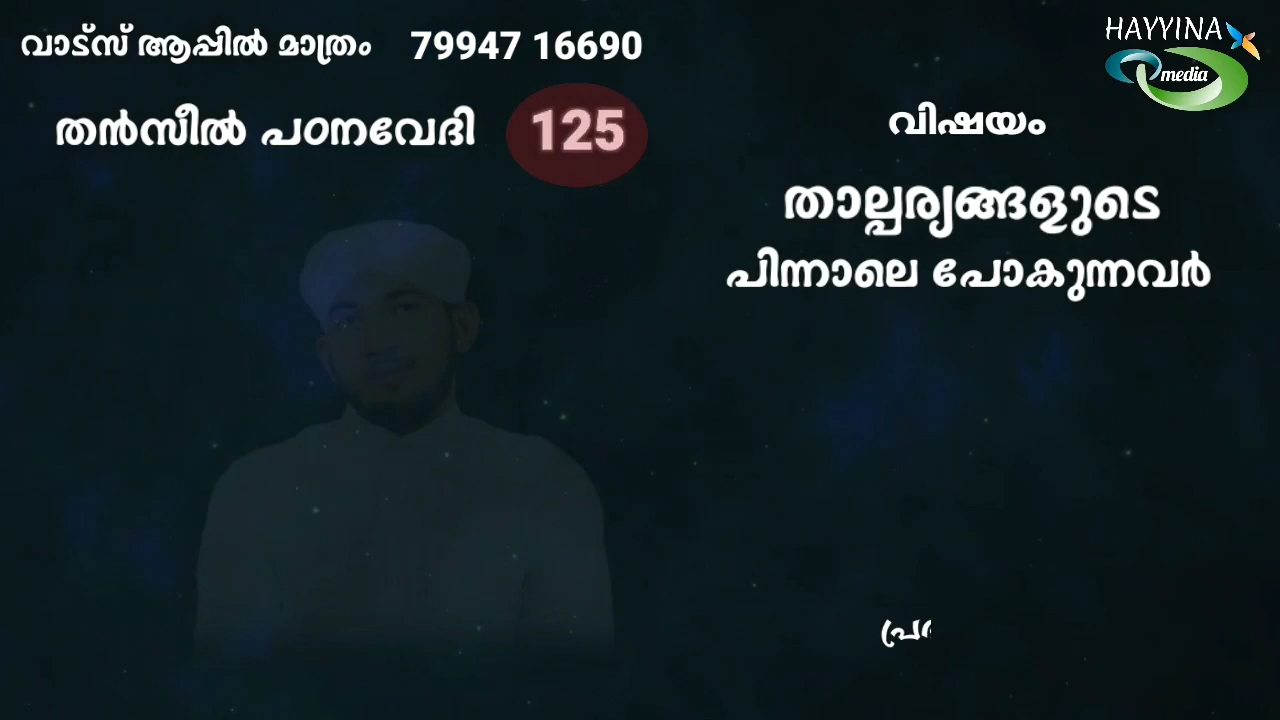 വാട്സ് ആപ്പിൽ മാത്രം 79947 16690
തൻസീൽ പഠനവേദി 125
HAYYINA
media
വിഷയം
താല്പര്യങ്ങളുടെ
പിന്നാലെ പോകുന്നവർ